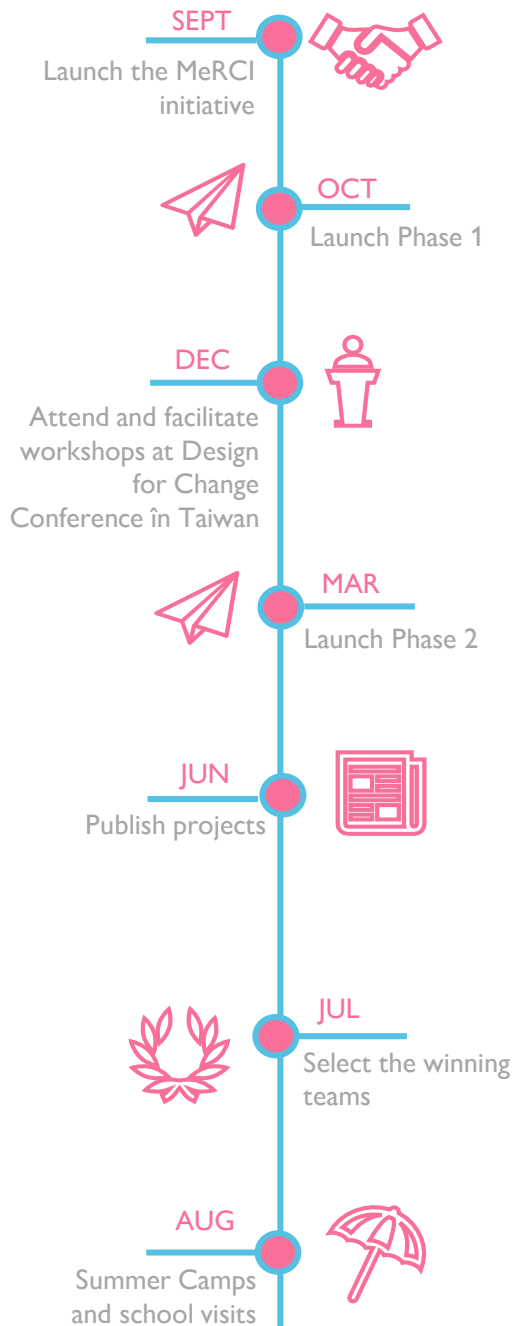 SEPT
Launch the MeRCI
initiative
OCT
Launch Phase 1
DEC
Attend and facilitate
workshops at Design
for Change
Conference în Taiwan
MAR
Launch Phase 2
JUN
Publish projects
JUL
Select the winning
teams
AUG
Summer Camps
and school visits